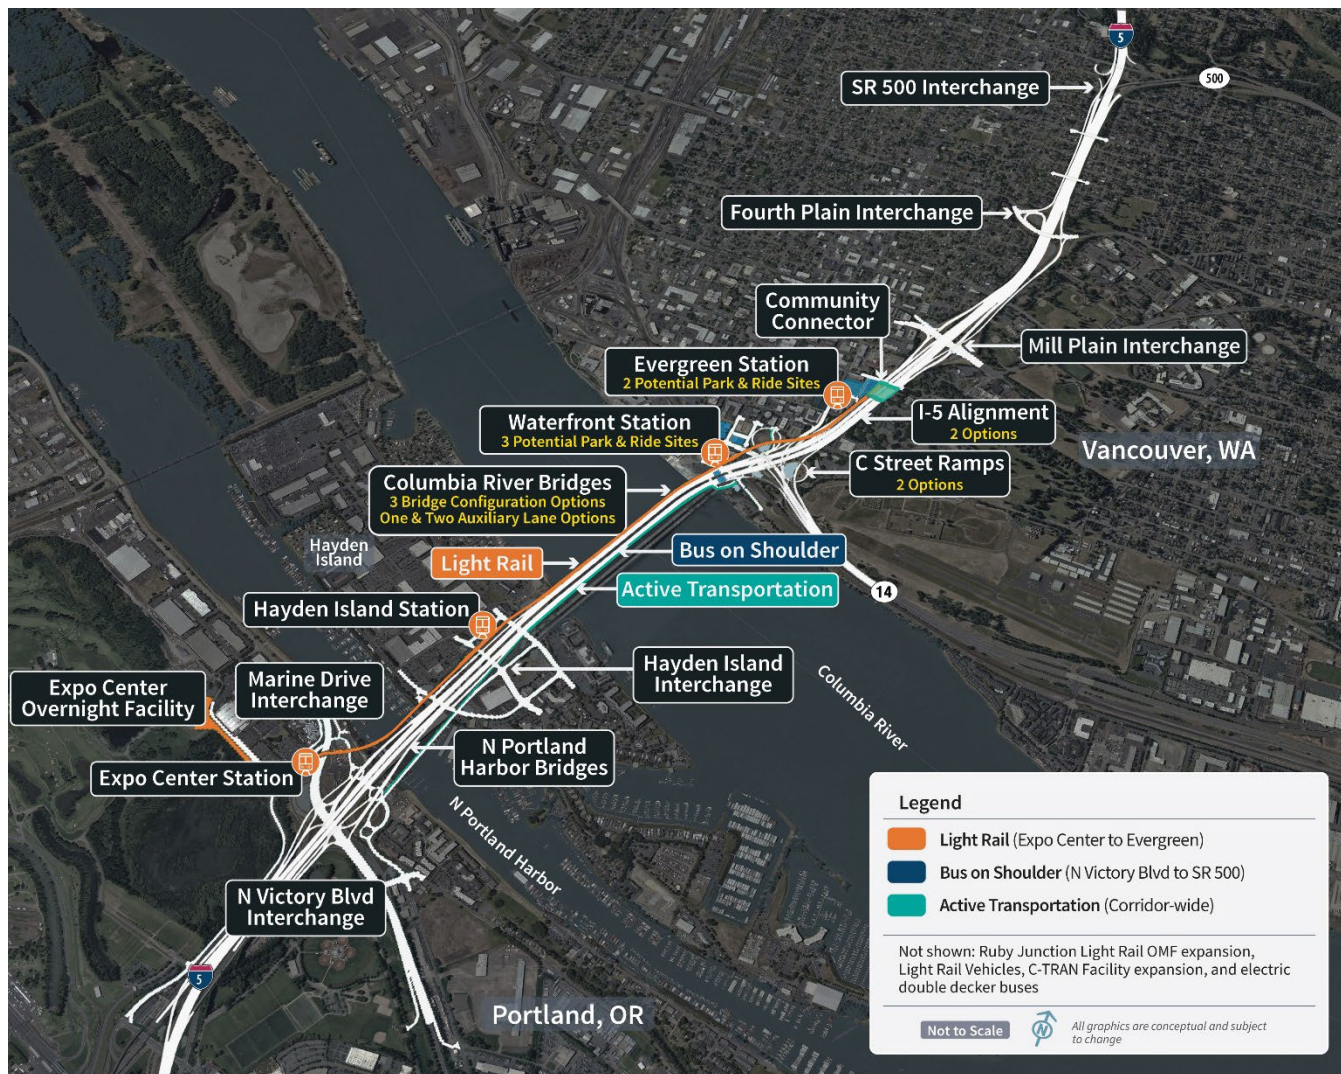 5
SR 500 Interchange
500
Fourth Plain Interchange
Community
Connector
Mill Plain Interchange
Evergreen Station
2 Potential Park & Ride Sites
I-5 Alignment
2 Options
Waterfront Station
3 Potential Park & Ride Sites
Vancouver, WA
C Street Ramps
2 Options
Columbia River Bridges
3 Bridge Configuration Options
One & Two Auxiliary Lane Options
Hayden
Island
Light Rail
Bus on Shoulder
Active Transportation
14
Hayden Island Station
Hayden Island
Interchange
Marine Drive
Interchange
Expo Center
Overnight Facility
Columbia River
N Portland
Harbor Bridges
Expo Center Station
N Portland Harbor
N Victory Blvd
Interchange
5
Portland, OR
Legend
Light Rail (Expo Center to Evergreen)
Bus on Shoulder (N Victory Blvd to SR 500)
Active Transportation (Corridor-wide)
Not shown: Ruby Junction Light Rail OMF expansion,
Light Rail Vehicles, C-TRAN Facility expansion, and electric
double decker buses
Not to Scale
N
All graphics are conceptual and subject
to change